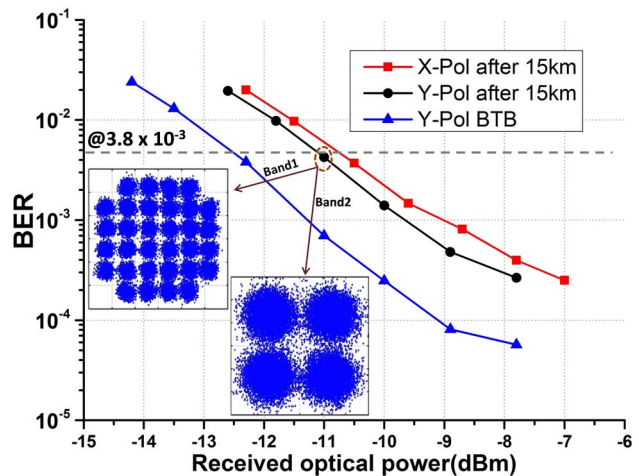 10⁻¹
X-Pol after 15km
Y-Pol after 15km
Y-Pol BTB
10⁻²
@3.8 x 10⁻³
Band1
Band2
10⁻³
10⁻⁴
10⁻⁵
BER
-15 -14 -13 -12 -11 -10 -9 -8 -7 -6
Received optical power(dBm)